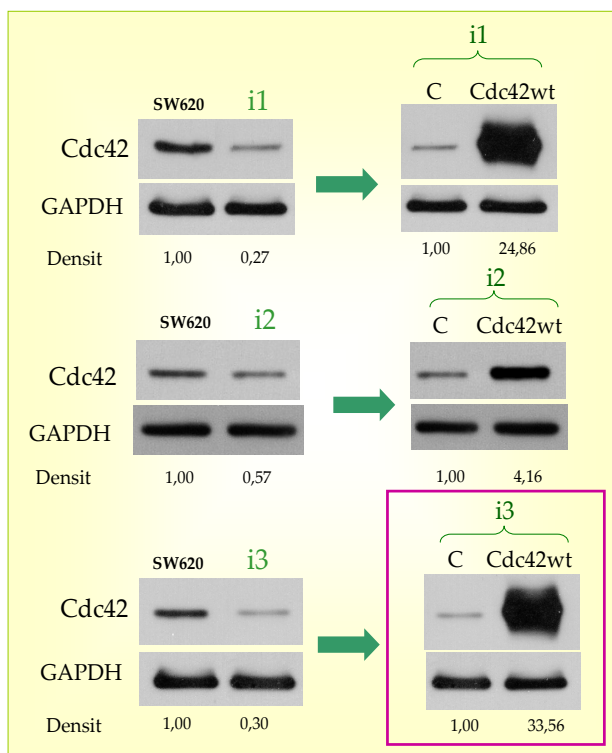 i1
C Cdc42wt
SW620 i1
Cdc42
GAPDH
Densit 1,00 0,27
1,00 24,86
i2
SW620 i2
C Cdc42wt
Cdc42
GAPDH
Densit 1,00 0,57
1,00 4,16
i3
SW620 i3
C Cdc42wt
Cdc42
GAPDH
Densit 1,00 0,30
1,00 33,56